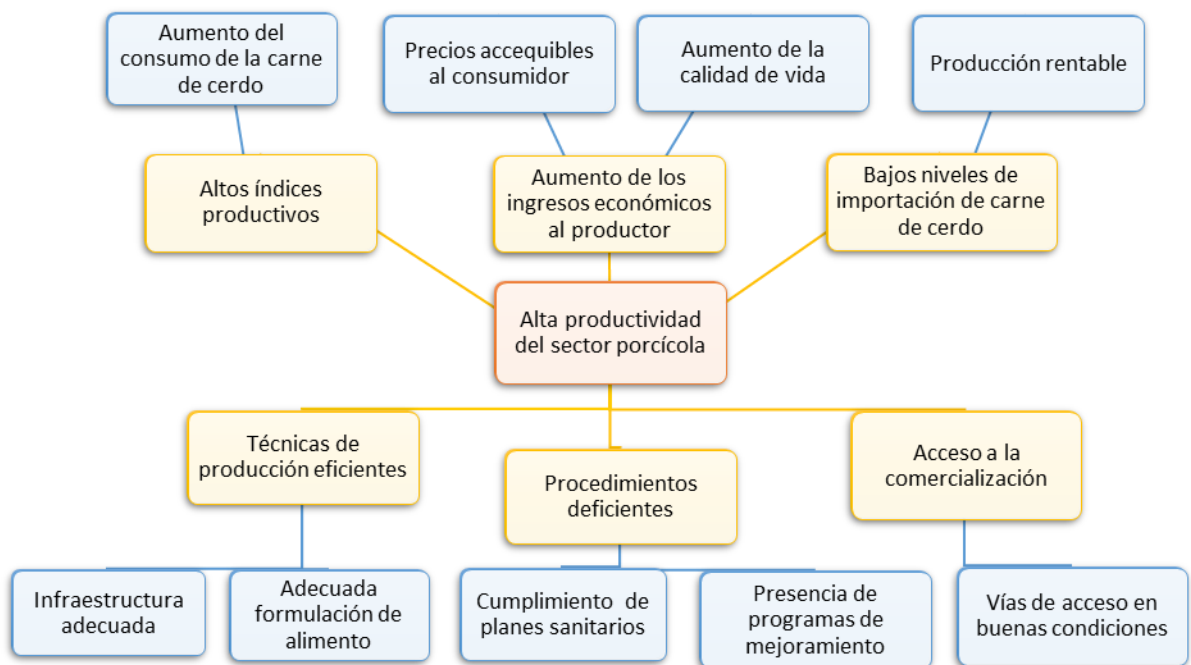 Aumento del
consumo de la carne
de cerdo
Precios accequibles
al consumidor
Aumento de la
calidad de vida
Producción rentable
Altos índices
productivos
Aumento de los
ingresos económicos
al productor
Bajos niveles de
importación de carne
de cerdo
Alta productividad
del sector porcícola
Técnicas de
producción eficientes
Procedimientos
deficientes
Acceso a la
comercialización
Infraestructura
adecuada
Adecuada
formulación de
alimento
Cumplimiento de
planes sanitarios
Presencia de
programas de
mejoramiento
Vías de acceso en
buenas condiciones